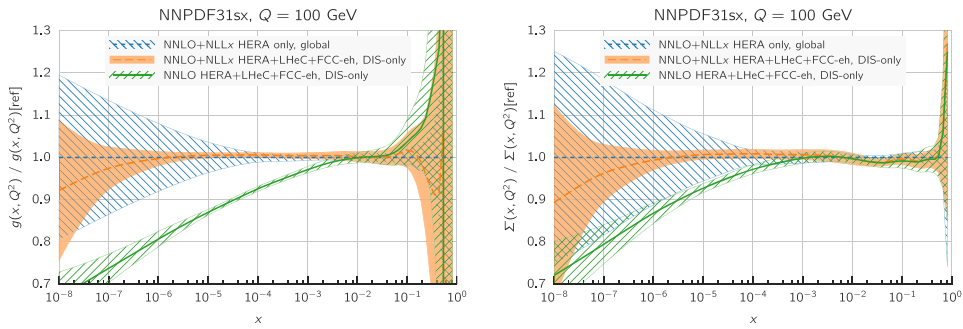 NNPDF31sx, Q = 100 GeV
NNLO+NLLx HERA only, global
NNLO+NLLx HERA+LHeC+FCC-eh, DIS-only
NNLO HERA+LHeC+FCC-eh, DIS-only
g(x, Q²) / g(x, Q²)[ref]
1.3
1.2
1.1
1.0
0.9
0.8
0.7
10⁻⁸ 10⁻⁷ 10⁻⁶ 10⁻⁵ 10⁻⁴ 10⁻³ 10⁻² 10⁻¹ 10⁰
x
NNPDF31sx, Q = 100 GeV
NNLO+NLLx HERA only, global
NNLO+NLLx HERA+LHeC+FCC-eh, DIS-only
NNLO HERA+LHeC+FCC-eh, DIS-only
Σ(x, Q²) / Σ(x, Q²)[ref]
1.3
1.2
1.1
1.0
0.9
0.8
0.7
10⁻⁸ 10⁻⁷ 10⁻⁶ 10⁻⁵ 10⁻⁴ 10⁻³ 10⁻² 10⁻¹ 10⁰
x